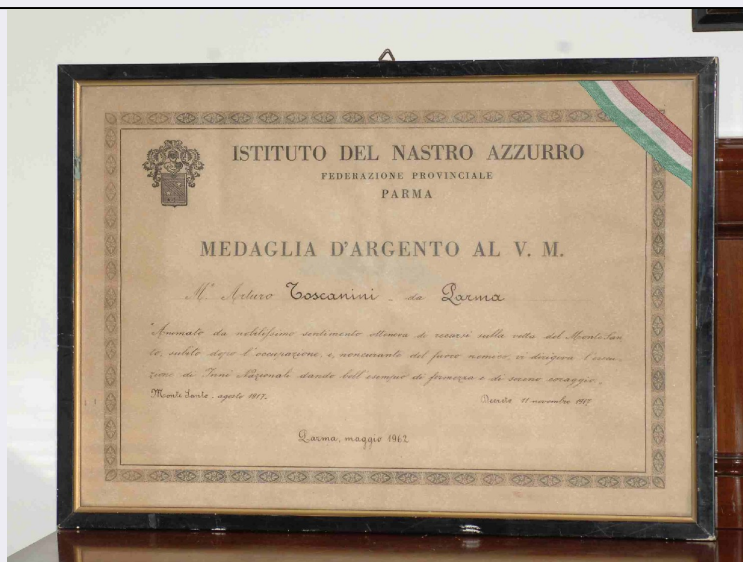 ISTITUTO DEL NASTRO AZZURRO
FEDERAZIONE PROVINCIALE
PARMA
MEDAGLIA D'ARGENTO AL V. M.
M° Arturo Toscanini - da Parma
"Animato da nobilissimo sentimento otteneva di recarsi sulla vetta del Monte San
to, subito dopo l'occupazione, e, noncurante del fuoco nemico, vi dirigeva l'esecu-
zione di Inni Nazionali dando bell'esempio di fermezza e di sereno coraggio.
Monte Santo, agosto 1917.
Decreto 11 novembre 1917
Parma, maggio 1962